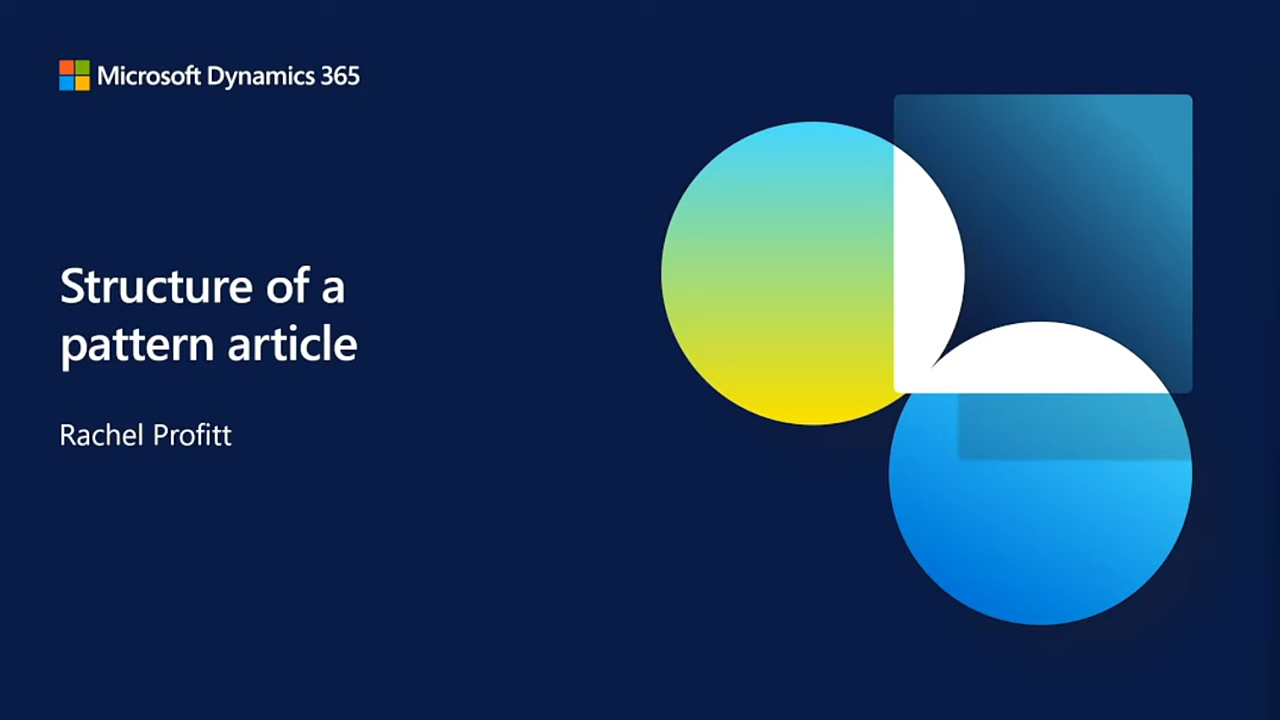 Microsoft Dynamics 365
Structure of a
pattern article
Rachel Profitt